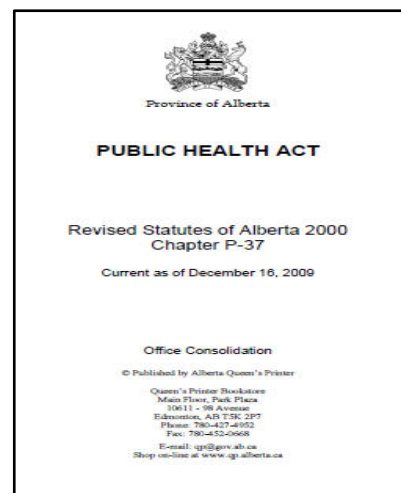 Province of Alberta
PUBLIC HEALTH ACT
Revised Statutes of Alberta 2000
Chapter P-37
Current as of December 16, 2009
Office Consolidation
© Published by Alberta Queen's Printer
Queen's Printer Bookstore
Main Floor, Park Plaza
10611 - 98 Avenue
Edmonton, AB T5K 2P7
Phone: 780-427-4952
Fax: 780-452-0668
E-mail: qp@gov.ab.ca
Shop on-line at www.qp.alberta.ca